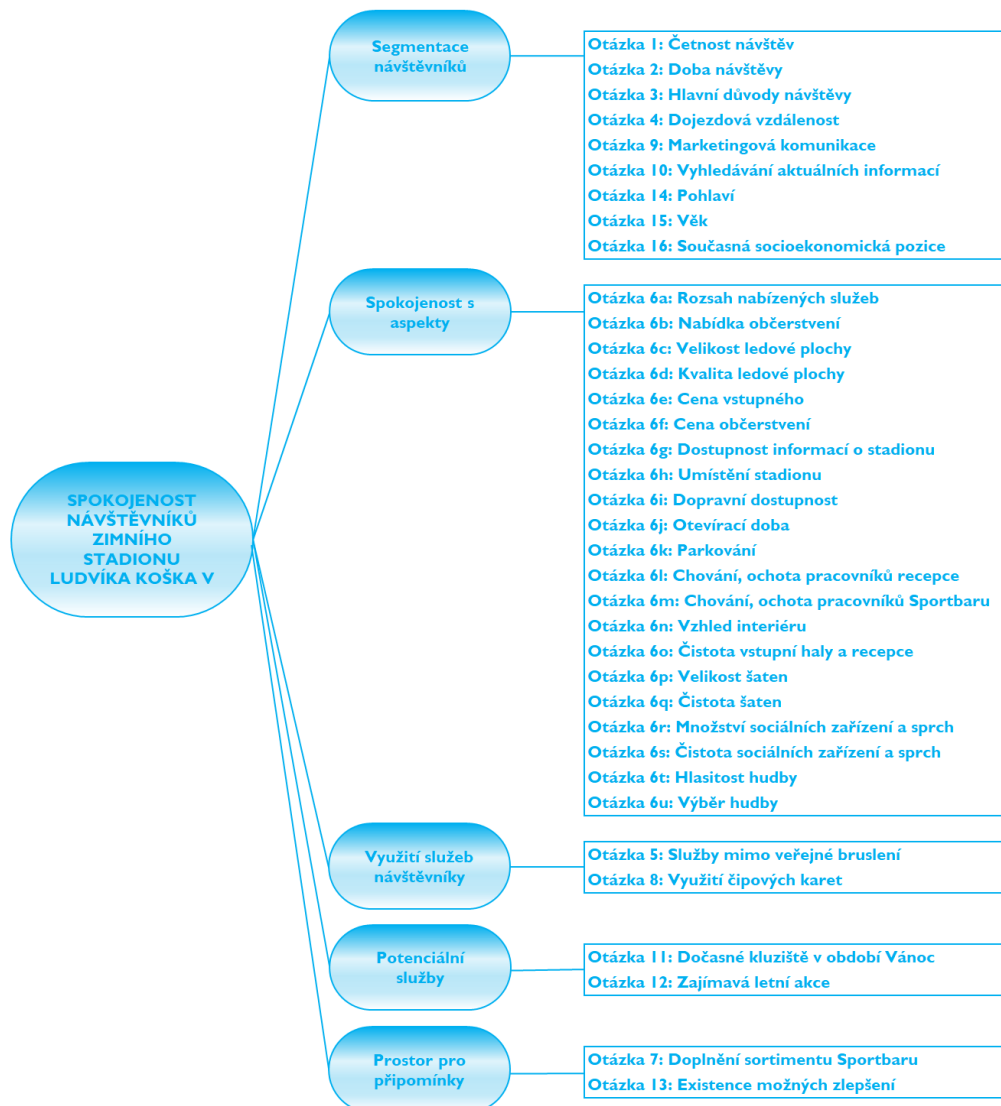 Segmentace
návštěvníků
Otázka 1: Četnost návštěv
Otázka 2: Doba návštěvy
Otázka 3: Hlavní důvody návštěvy
Otázka 4: Dojezdová vzdálenost
Otázka 9: Marketingová komunikace
Otázka 10: Vyhledávání aktuálních informací
Otázka 14: Pohlaví
Otázka 15: Věk
Otázka 16: Současná socioekonomická pozice
Spokojenost s
aspekty
Otázka 6a: Rozsah nabízených služeb
Otázka 6b: Nabídka občerstvení
Otázka 6c: Velikost ledové plochy
Otázka 6d: Kvalita ledové plochy
Otázka 6e: Cena vstupného
Otázka 6f: Cena občerstvení
Otázka 6g: Dostupnost informací o stadionu
Otázka 6h: Umístění stadionu
Otázka 6i: Dopravní dostupnost
Otázka 6j: Otevírací doba
Otázka 6k: Parkování
Otázka 6l: Chování, ochota pracovníků recepce
Otázka 6m: Chování, ochota pracovníků Sportbaru
Otázka 6n: Vzhled interiéru
Otázka 6o: Čistota vstupní haly a recepce
Otázka 6p: Velikost šaten
Otázka 6q: Čistota šaten
Otázka 6r: Množství sociálních zařízení a sprch
Otázka 6s: Čistota sociálních zařízení a sprch
Otázka 6t: Hlasitost hudby
Otázka 6u: Výběr hudby
SPOKOJENOST
NÁVŠTĚVNÍKŮ
ZIMNÍHO
STADIONU
LUDVÍKA KOŠKA V
Využití služeb
návštěvníky
Otázka 5: Služby mimo veřejné bruslení
Otázka 8: Využití čipových karet
Potenciální
služby
Otázka 11: Dočasné kluziště v období Vánoc
Otázka 12: Zajímavá letní akce
Prostor pro
připomínky
Otázka 7: Doplnění sortimentu Sportbaru
Otázka 13: Existence možných zlepšení